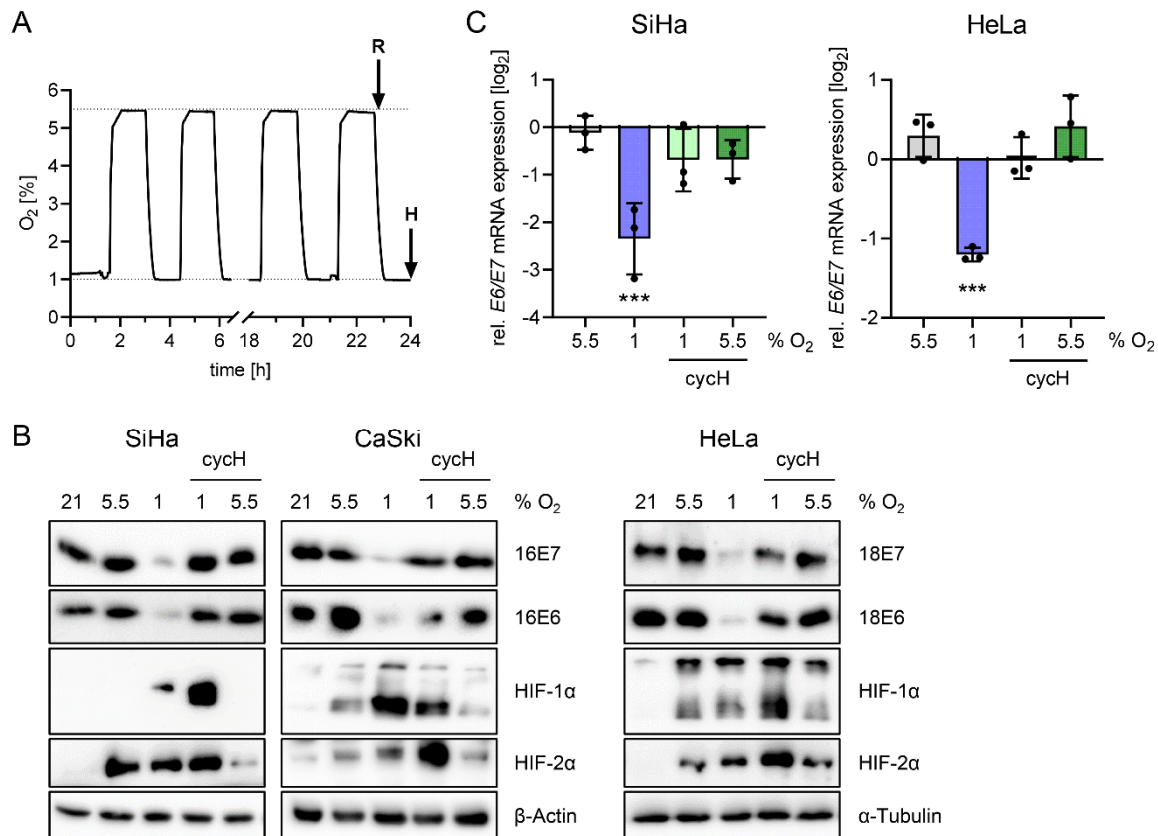 A
R
H
O₂ [%]
6
5
4
3
2
1
0
0 2 4 6 18 20 22 24
time [h]
C
SiHa
rel. E6/E7 mRNA expression [log₂]
1
0
-1
-2
-3
-4
***
5.5 1 1 5.5 % O₂
cycH
HeLa
rel. E6/E7 mRNA expression [log₂]
1
0
-1
-2
***
5.5 1 1 5.5 % O₂
cycH
B
SiHa
cycH
21 5.5 1 1 5.5
CaSki
cycH
21 5.5 1 1 5.5 % O₂
16E7
16E6
HIF-1α
HIF-2α
β-Actin
HeLa
cycH
21 5.5 1 1 5.5 % O₂
18E7
18E6
HIF-1α
HIF-2α
α-Tubulin